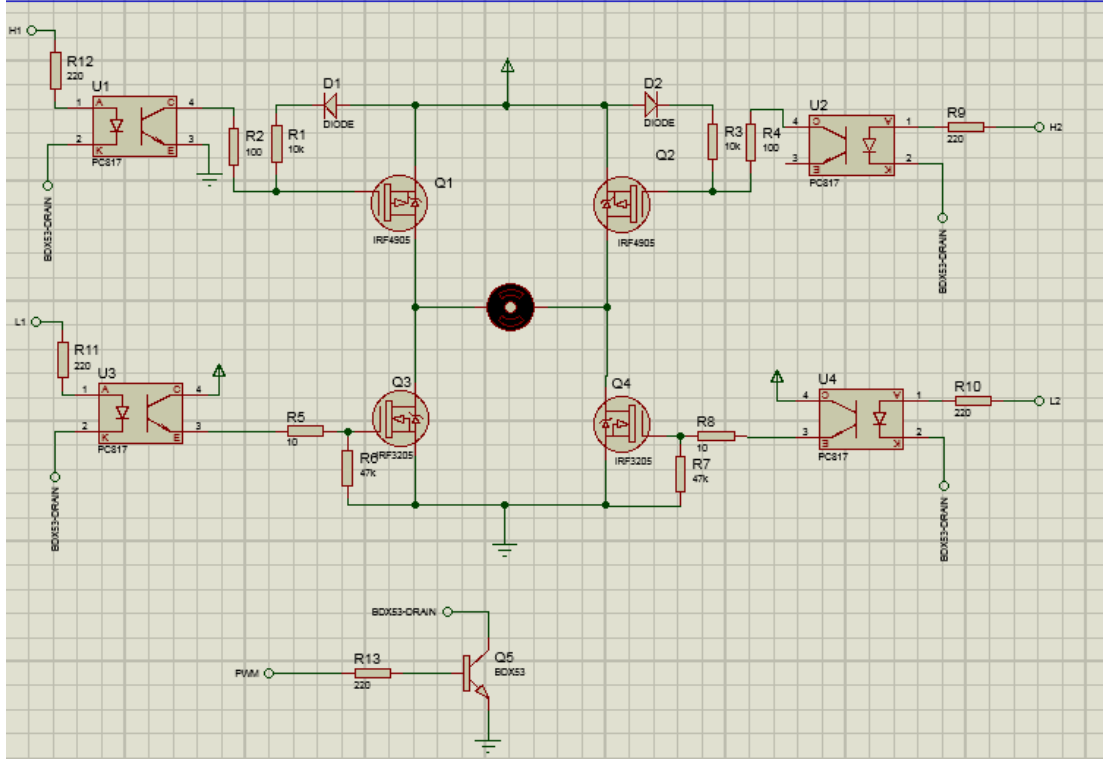 H1
R12
220
U1
1
A
C
4
2
K
E
3
PC817
BDX53-DRAIN
R2
100
R1
10k
D1
DIODE
Q1
IRF4905
D2
DIODE
R3
10k
R4
100
Q2
IRF4905
U2
4
C
A
1
3
E
K
2
PC817
R9
220
H2
BDX53-DRAIN
L1
R11
220
U3
1
A
C
4
2
K
E
3
PC817
BDX53-DRAIN
R5
10
R6
47k
Q3
IRF3205
Q4
IRF3205
R8
10
R7
47k
U4
4
C
A
1
3
E
K
2
PC817
R10
220
L2
BDX53-DRAIN
BDX53-DRAIN
PWM
R13
220
Q5
BDX53